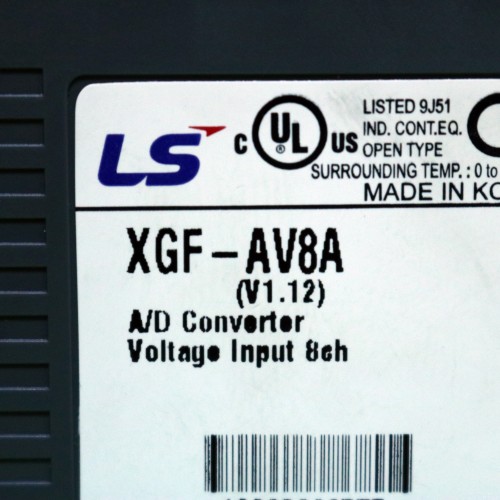 LS
C UL US
LISTED 9J51
IND. CONT.EQ.
OPEN TYPE
SURROUNDING TEMP. : 0 to
MADE IN KO
XGF-AV8A
(V1.12)
A/D Converter
Voltage Input 8ch